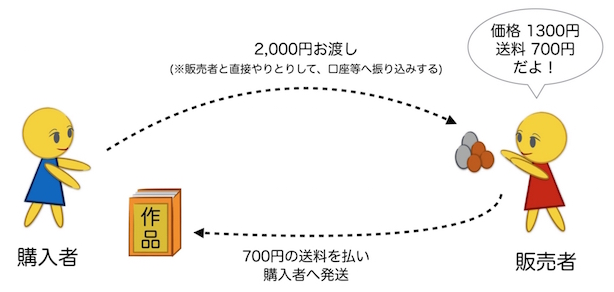 価格 1300円
送料 700円
だよ！
2,000円お渡し
(※販売者と直接やりとりして、口座等へ振り込みする)
作
品
購入者
700円の送料を払い
購入者へ発送
販売者